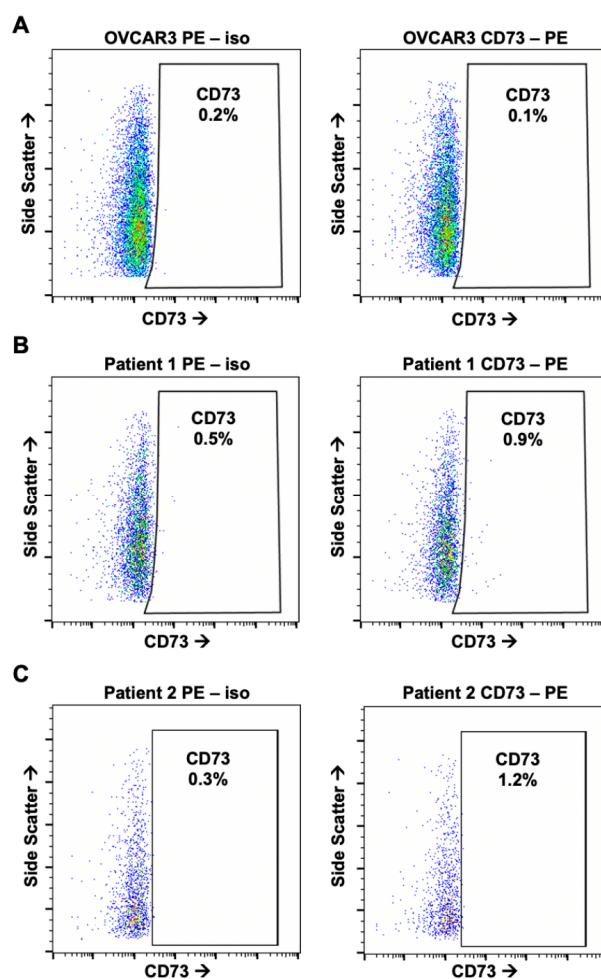 A
OVCAR3 PE – iso
OVCAR3 CD73 – PE
Side Scatter →
CD73
0.2%
Side Scatter →
CD73
0.1%
CD73 →
CD73 →
B
Patient 1 PE – iso
Patient 1 CD73 – PE
Side Scatter →
CD73
0.5%
Side Scatter →
CD73
0.9%
CD73 →
CD73 →
C
Patient 2 PE – iso
Patient 2 CD73 – PE
Side Scatter →
CD73
0.3%
Side Scatter →
CD73
1.2%
CD73 →
CD73 →